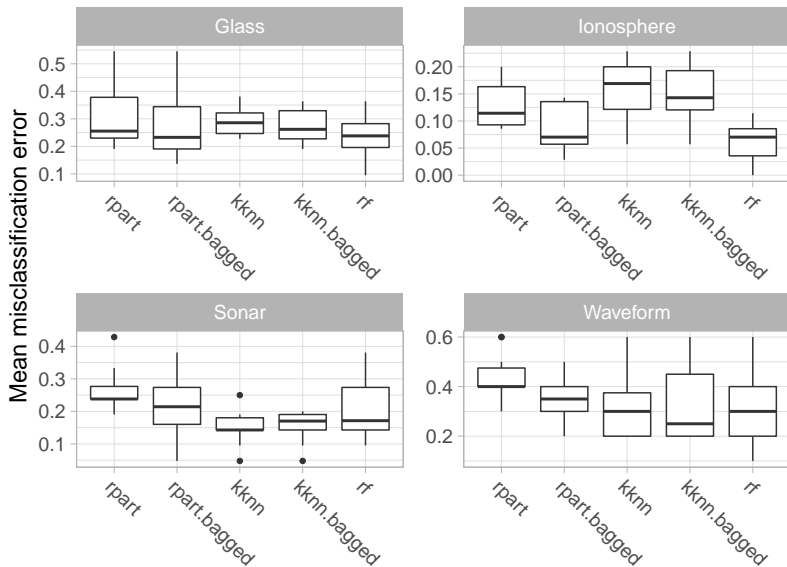 Mean misclassification error
Glass
0.5
0.4
0.3
0.2
0.1
rpart
rpart.bagged
kknn
kknn.bagged
rf
Ionosphere
0.20
0.15
0.10
0.05
0.00
rpart
rpart.bagged
kknn
kknn.bagged
rf
Sonar
0.4
0.3
0.2
0.1
rpart
rpart.bagged
kknn
kknn.bagged
rf
Waveform
0.6
0.4
0.2
rpart
rpart.bagged
kknn
kknn.bagged
rf